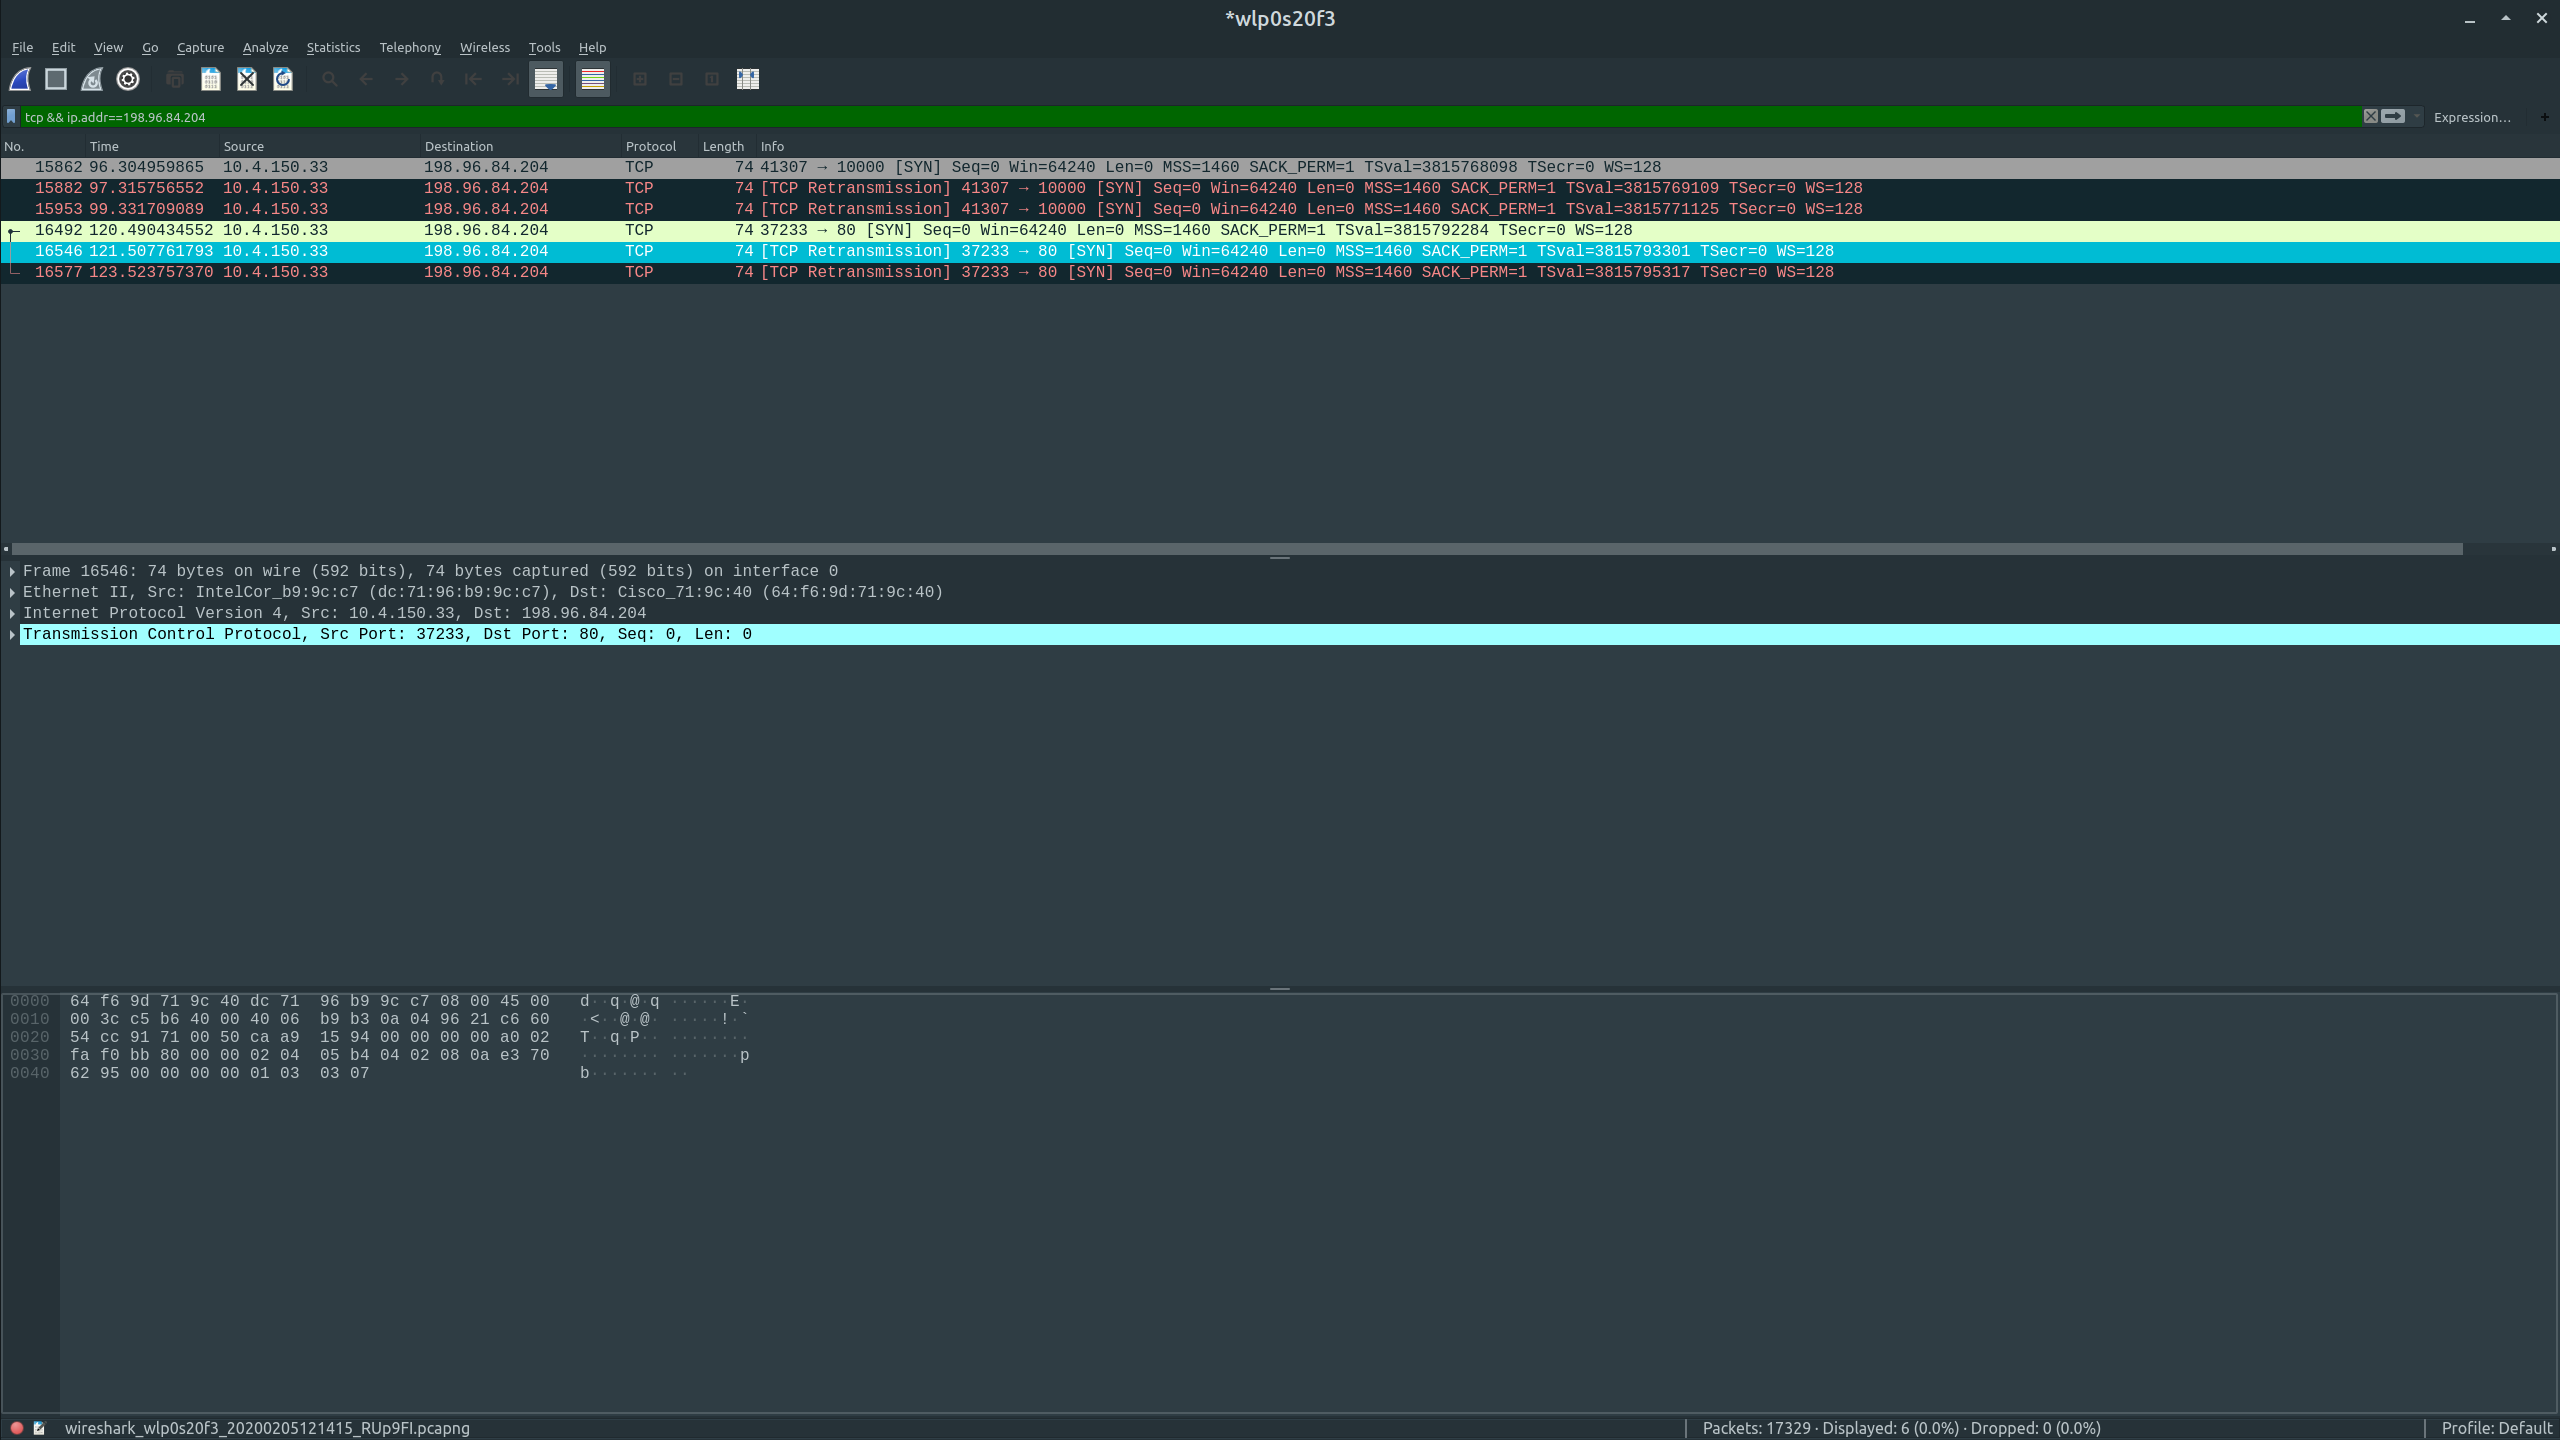 *wlp0s20f3
File Edit View Go Capture Analyze Statistics Telephony Wireless Tools Help
tcp && ip.addr==198.96.84.204 Expression… +
No. Time Source Destination Protocol Length Info
15862 96.304959865 10.4.150.33 198.96.84.204 TCP 74 41307 → 10000 [SYN] Seq=0 Win=64240 Len=0 MSS=1460 SACK_PERM=1 TSval=3815768098 TSecr=0 WS=128
15882 97.315756552 10.4.150.33 198.96.84.204 TCP 74 [TCP Retransmission] 41307 → 10000 [SYN] Seq=0 Win=64240 Len=0 MSS=1460 SACK_PERM=1 TSval=3815769109 TSecr=0 WS=128
15953 99.331709089 10.4.150.33 198.96.84.204 TCP 74 [TCP Retransmission] 41307 → 10000 [SYN] Seq=0 Win=64240 Len=0 MSS=1460 SACK_PERM=1 TSval=3815771125 TSecr=0 WS=128
16492 120.490434552 10.4.150.33 198.96.84.204 TCP 74 37233 → 80 [SYN] Seq=0 Win=64240 Len=0 MSS=1460 SACK_PERM=1 TSval=3815792284 TSecr=0 WS=128
16546 121.507761793 10.4.150.33 198.96.84.204 TCP 74 [TCP Retransmission] 37233 → 80 [SYN] Seq=0 Win=64240 Len=0 MSS=1460 SACK_PERM=1 TSval=3815793301 TSecr=0 WS=128
16577 123.523757370 10.4.150.33 198.96.84.204 TCP 74 [TCP Retransmission] 37233 → 80 [SYN] Seq=0 Win=64240 Len=0 MSS=1460 SACK_PERM=1 TSval=3815795317 TSecr=0 WS=128
Frame 16546: 74 bytes on wire (592 bits), 74 bytes captured (592 bits) on interface 0
Ethernet II, Src: IntelCor_b9:9c:c7 (dc:71:96:b9:9c:c7), Dst: Cisco_71:9c:40 (64:f6:9d:71:9c:40)
Internet Protocol Version 4, Src: 10.4.150.33, Dst: 198.96.84.204
Transmission Control Protocol, Src Port: 37233, Dst Port: 80, Seq: 0, Len: 0
0000 64 f6 9d 71 9c 40 dc 71 96 b9 9c c7 08 00 45 00 d··q·@·q ······E·
0010 00 3c c5 b6 40 00 40 06 b9 b3 0a 04 96 21 c6 60 ·<··@·@· ·····!·`
0020 54 cc 91 71 00 50 ca a9 15 94 00 00 00 00 a0 02 T··q·P·· ········
0030 fa f0 bb 80 00 00 02 04 05 b4 04 02 08 0a e3 70 ········ ·······p
0040 62 95 00 00 00 00 01 03 03 07 b······· ··
wireshark_wlp0s20f3_20200205121415_RUp9FI.pcapng Packets: 17329 · Displayed: 6 (0.0%) · Dropped: 0 (0.0%) Profile: Default